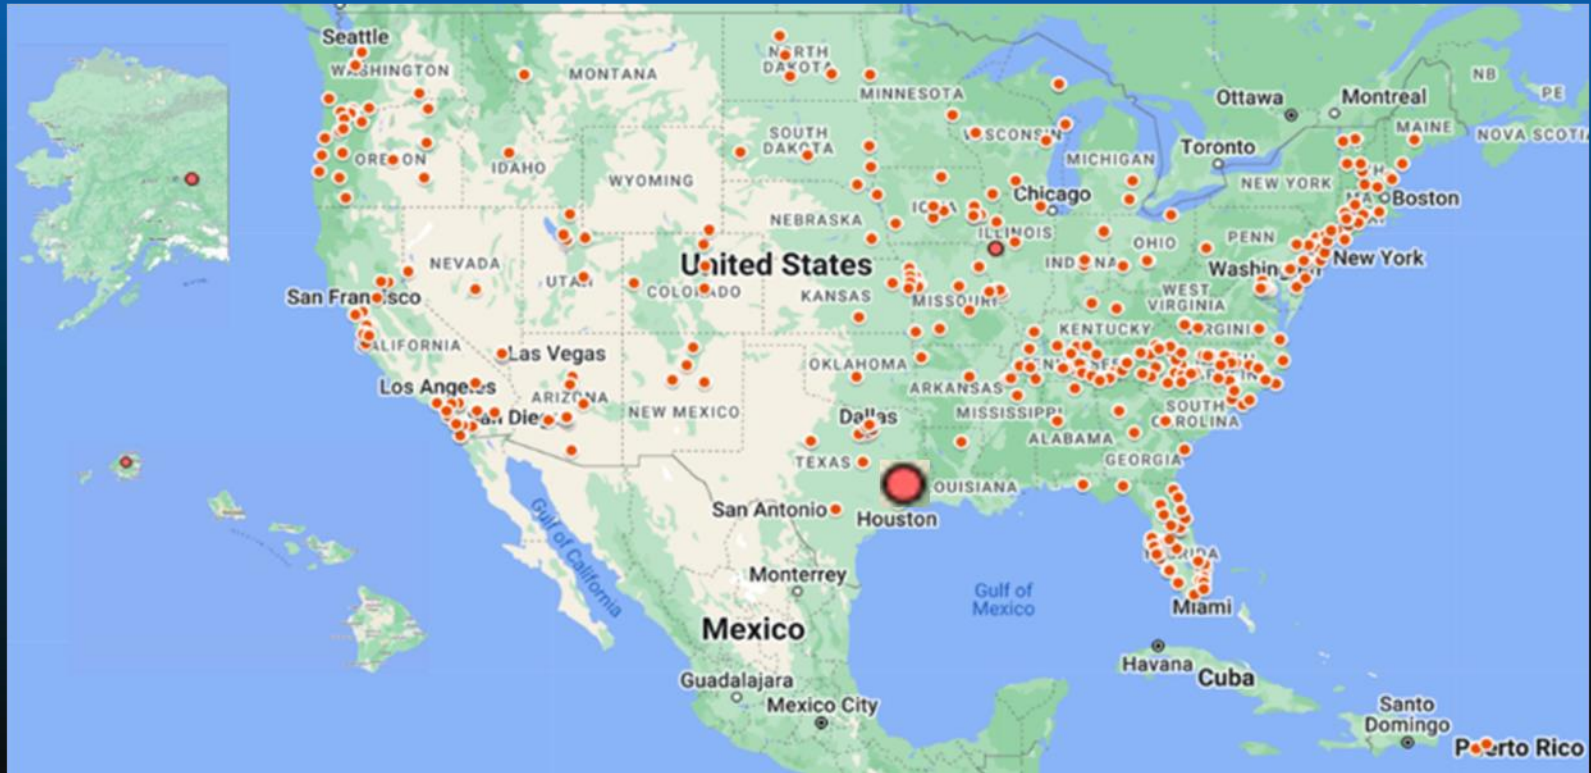 Seattle
WASHINGTON
MONTANA
NORTH
DAKOTA
MINNESOTA
Ottawa
Montreal
NB
PE
MAINE
NOVA SCOTI
OREGON
IDAHO
SOUTH
DAKOTA
WISCONSIN
MICHIGAN
Toronto
NEW YORK
WYOMING
Chicago
Boston
NEBRASKA
IOWA
ILLINOIS
INDIANA
OHIO
PENN
New York
NEVADA
UTAH
United States
COLORADO
KANSAS
MISSOURI
WEST
VIRGINIA
San Francisco
CALIFORNIA
Las Vegas
KENTUCKY
OKLAHOMA
Los Angeles
ARIZONA
NEW MEXICO
ARKANSAS
San Diego
Dallas
MISSISSIPPI
ALABAMA
SOUTH
CAROLINA
TEXAS
GEORGIA
OUISIANA
San Antonio
Houston
Gulf of California
Monterrey
Gulf of
Mexico
FLORIDA
Miami
Mexico
Havana
Cuba
Guadalajara
Mexico City
Santo
Domingo
Puerto Rico